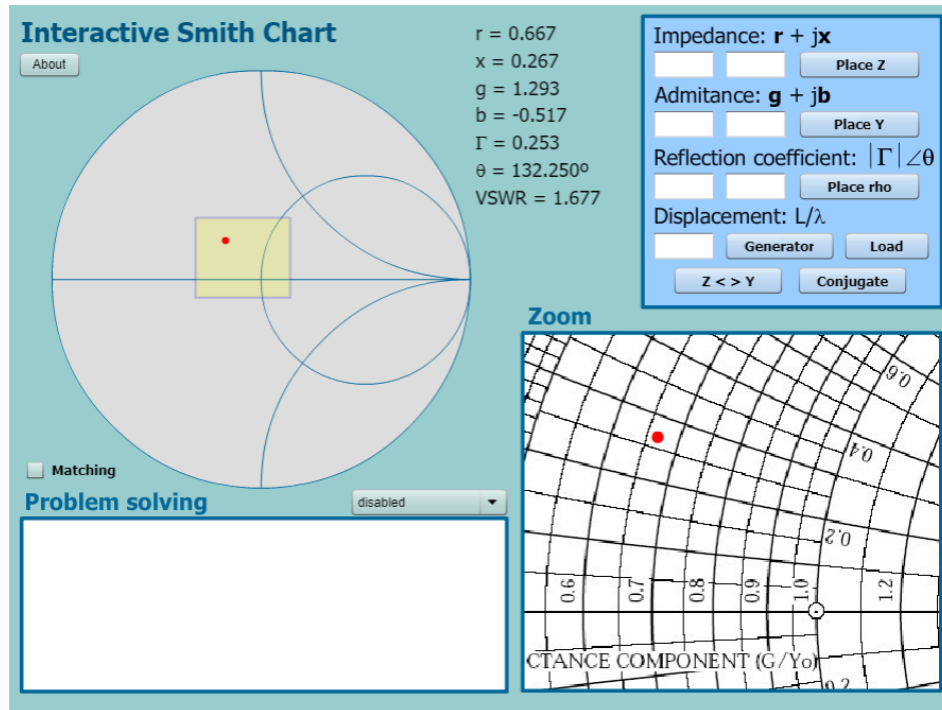 Interactive Smith Chart
About
r = 0.667
x = 0.267
g = 1.293
b = -0.517
Γ = 0.253
θ = 132.250º
VSWR = 1.677
Impedance: r + jx
Place Z
Admitance: g + jb
Place Y
Reflection coefficient: |Γ|∠θ
Place rho
Displacement: L/λ
Generator Load
Z < > Y Conjugate
Matching
Problem solving
disabled
Zoom
0.6
0.4
0.2
0.6 0.7 0.8 0.9 1.0 1.2
CTANCE COMPONENT (G/Yo)
0.2